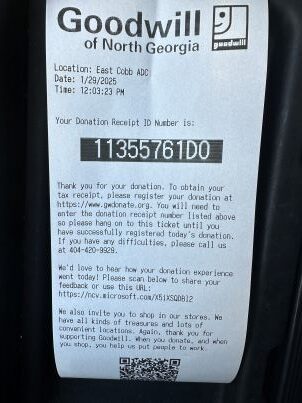 Goodwill
of North Georgia
goodwill
Location: East Cobb ADC
Date: 1/29/2025
Time: 12:03:23 PM
Your Donation Receipt ID Number is:
11355761D0
Thank you for your donation. To obtain your
tax receipt, please register your donation at
https://www.gwdonate.org. You will need to
enter the donation receipt number listed above
so please hang on to this ticket until you
have successfully registered today's donation.
If you have any difficulties, please call us
at 404-420-9929.
We'd love to hear how your donation experience
went today! Please scan below to share your
feedback or use this URL:
https://ncv.microsoft.com/X5iXSQDBl2
We also invite you to shop in our stores. We
have all kinds of treasures and lots of
convenient locations. Again, thank you for
supporting Goodwill. When you donate, and when
you shop, you help us put people to work.